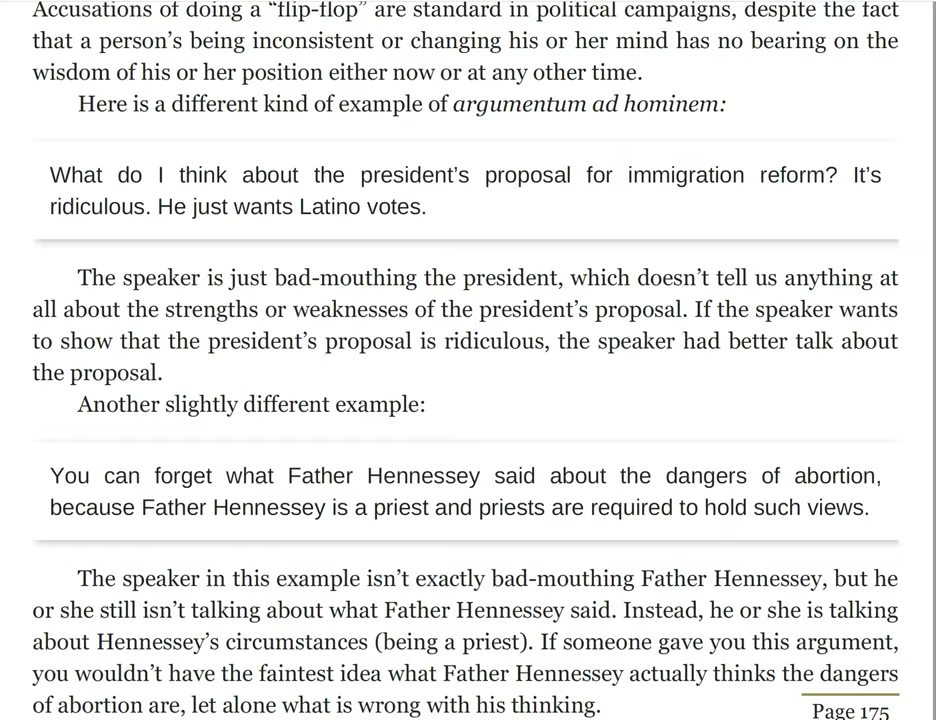 Accusations of doing a “flip-flop” are standard in political campaigns, despite the fact
that a person’s being inconsistent or changing his or her mind has no bearing on the
wisdom of his or her position either now or at any other time.
Here is a different kind of example of argumentum ad hominem:
What do I think about the president’s proposal for immigration reform? It’s
ridiculous. He just wants Latino votes.
The speaker is just bad-mouthing the president, which doesn’t tell us anything at
all about the strengths or weaknesses of the president’s proposal. If the speaker wants
to show that the president’s proposal is ridiculous, the speaker had better talk about
the proposal.
Another slightly different example:
You can forget what Father Hennessey said about the dangers of abortion,
because Father Hennessey is a priest and priests are required to hold such views.
The speaker in this example isn’t exactly bad-mouthing Father Hennessey, but he
or she still isn’t talking about what Father Hennessey said. Instead, he or she is talking
about Hennessey’s circumstances (being a priest). If someone gave you this argument,
you wouldn’t have the faintest idea what Father Hennessey actually thinks the dangers
of abortion are, let alone what is wrong with his thinking.
Page 175